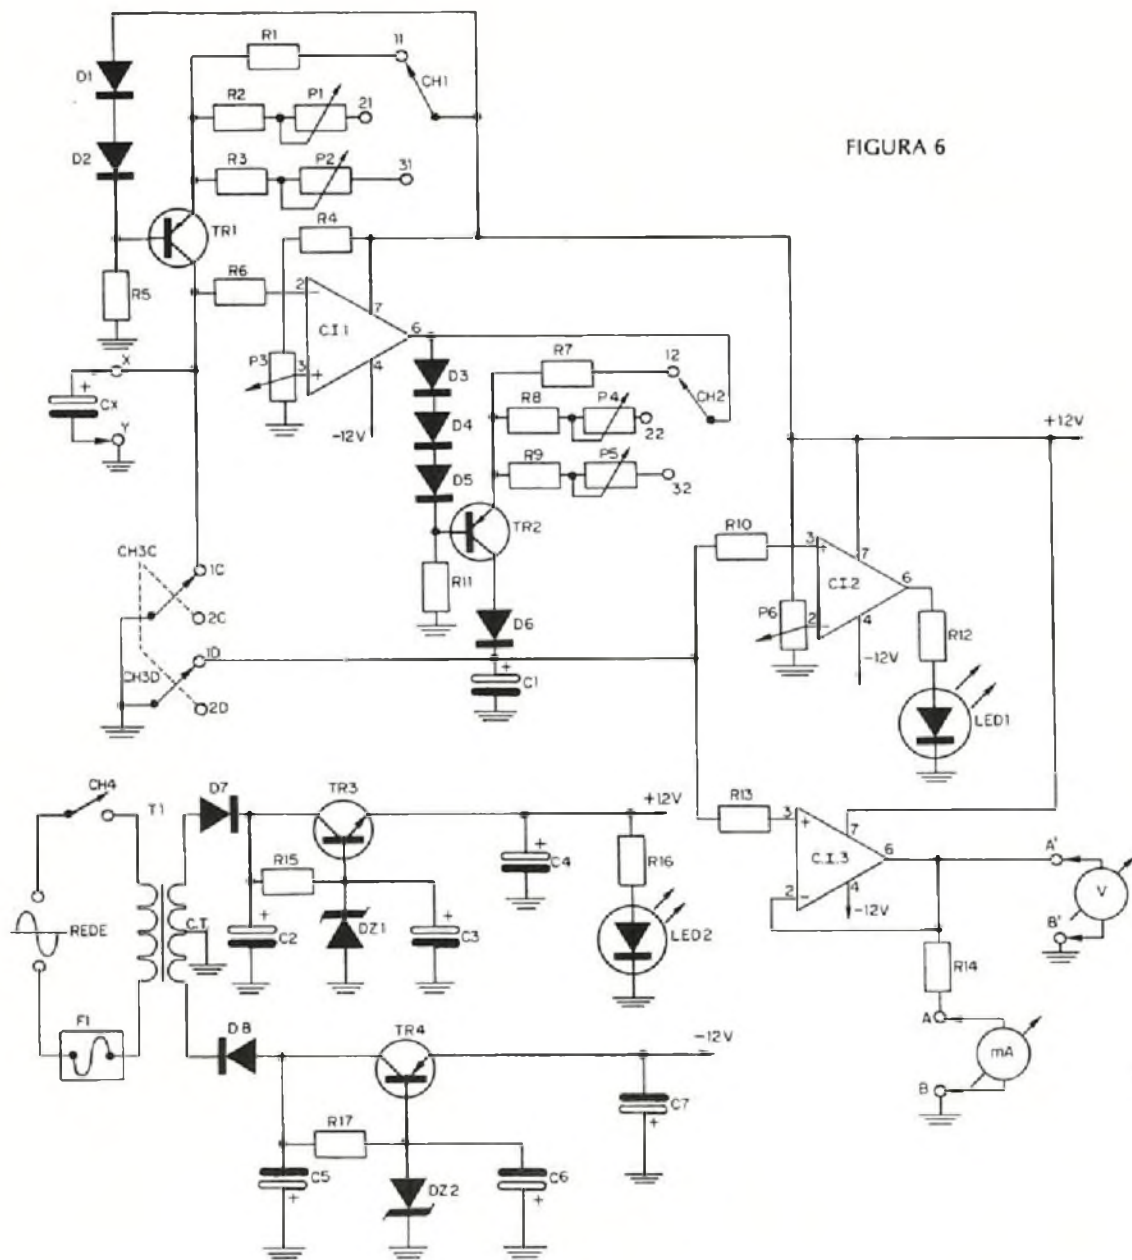 FIGURA 6
R1
11
CH1
D1
R2
P1
21
D2
R3
P2
31
R4
TR1
R5
R6
2
−
7
C.I.1
6
P3
3
+
4
-12V
X
+
CX
Y
D3
D4
D5
R7
12
CH2
R8
P4
22
R9
P5
32
TR2
R11
D6
+
C1
+12V
R10
3
+
7
C.I.2
6
P6
2
−
4
-12V
R12
LED1
CH3C
1C
2C
1D
CH3D
2D
CH4
T1
D7
TR3
+12V
R15
+
C4
R16
REDE
C.T.
+
C2
DZ1
+
C3
LED2
F1
D8
TR4
-12V
R17
C5
+
DZ2
C6
+
C7
+
R13
3
+
7
C.I.3
6
2
−
4
-12V
A'
V
B'
R14
A
mA
B